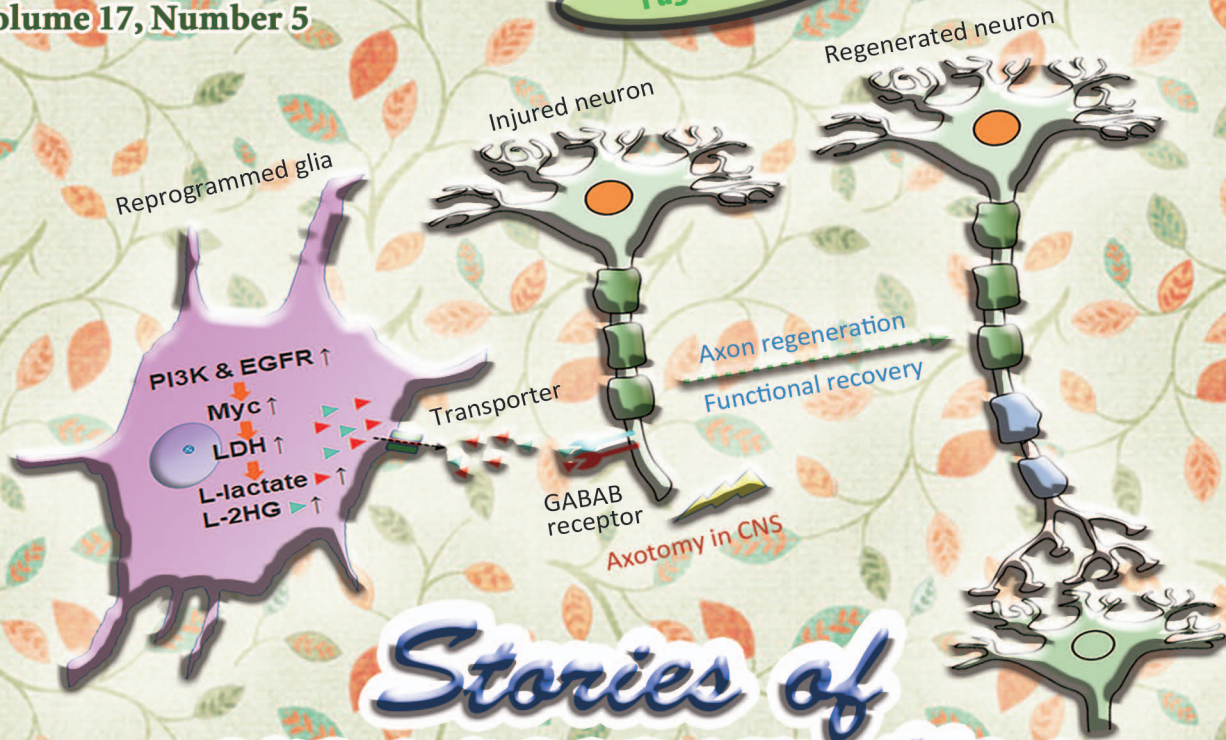 olume 17, Number 5
Regenerated neuron
Injured neuron
Reprogrammed glia
PI3K & EGFR ↑
Myc ↑
LDH ↑
L-lactate ↑
L-2HG ↑
Transporter
GABAB
receptor
Axon regeneration
Functional recovery
Axotomy in CNS
Stories of